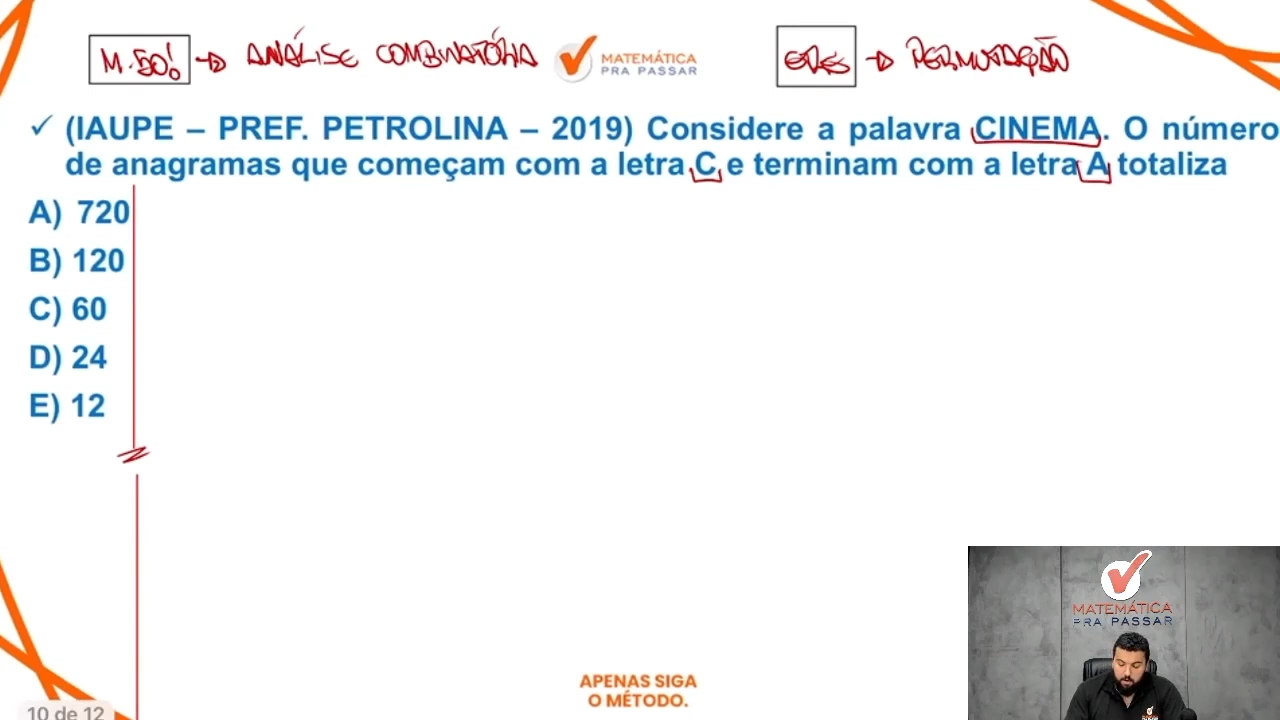 M.50! → ANÁLISE COMBINATÓRIA
MATEMÁTICA
PRA PASSAR
→ PERMUTAÇÃO
✓ (IAUPE – PREF. PETROLINA – 2019) Considere a palavra CINEMA. O número
de anagramas que começam com a letra C e terminam com a letra A totaliza
A) 720
B) 120
C) 60
D) 24
E) 12
MATEMÁTICA
PRA PASSAR
APENAS SIGA
O MÉTODO.
10 de 12